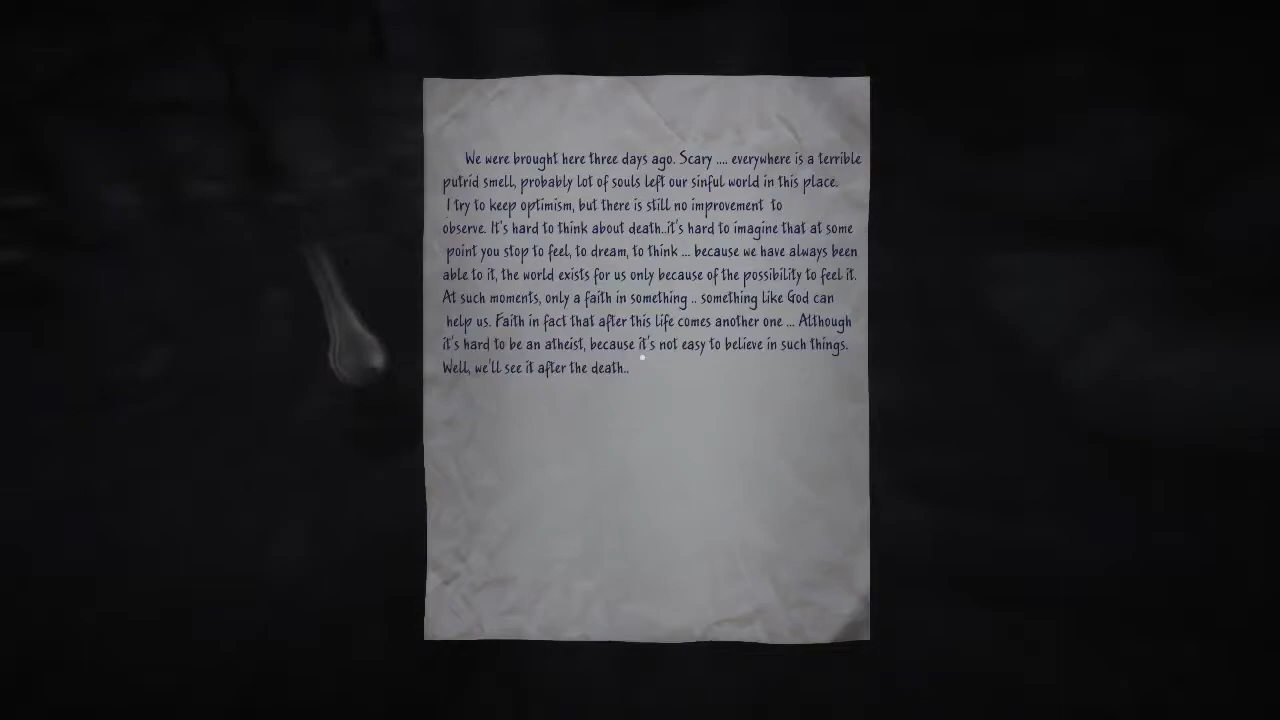 We were brought here three days ago. Scary .... everywhere is a terrible
putrid smell, probably lot of souls left our sinful world in this place.
I try to keep optimism, but there is still no improvement to
observe. It's hard to think about death..it's hard to imagine that at some
point you stop to feel, to dream, to think ... because we have always been
able to it, the world exists for us only because of the possibility to feel it.
At such moments, only a faith in something .. something like God can
help us. Faith in fact that after this life comes another one ... Although
it's hard to be an atheist, because it's not easy to believe in such things.
Well, we'll see it after the death..